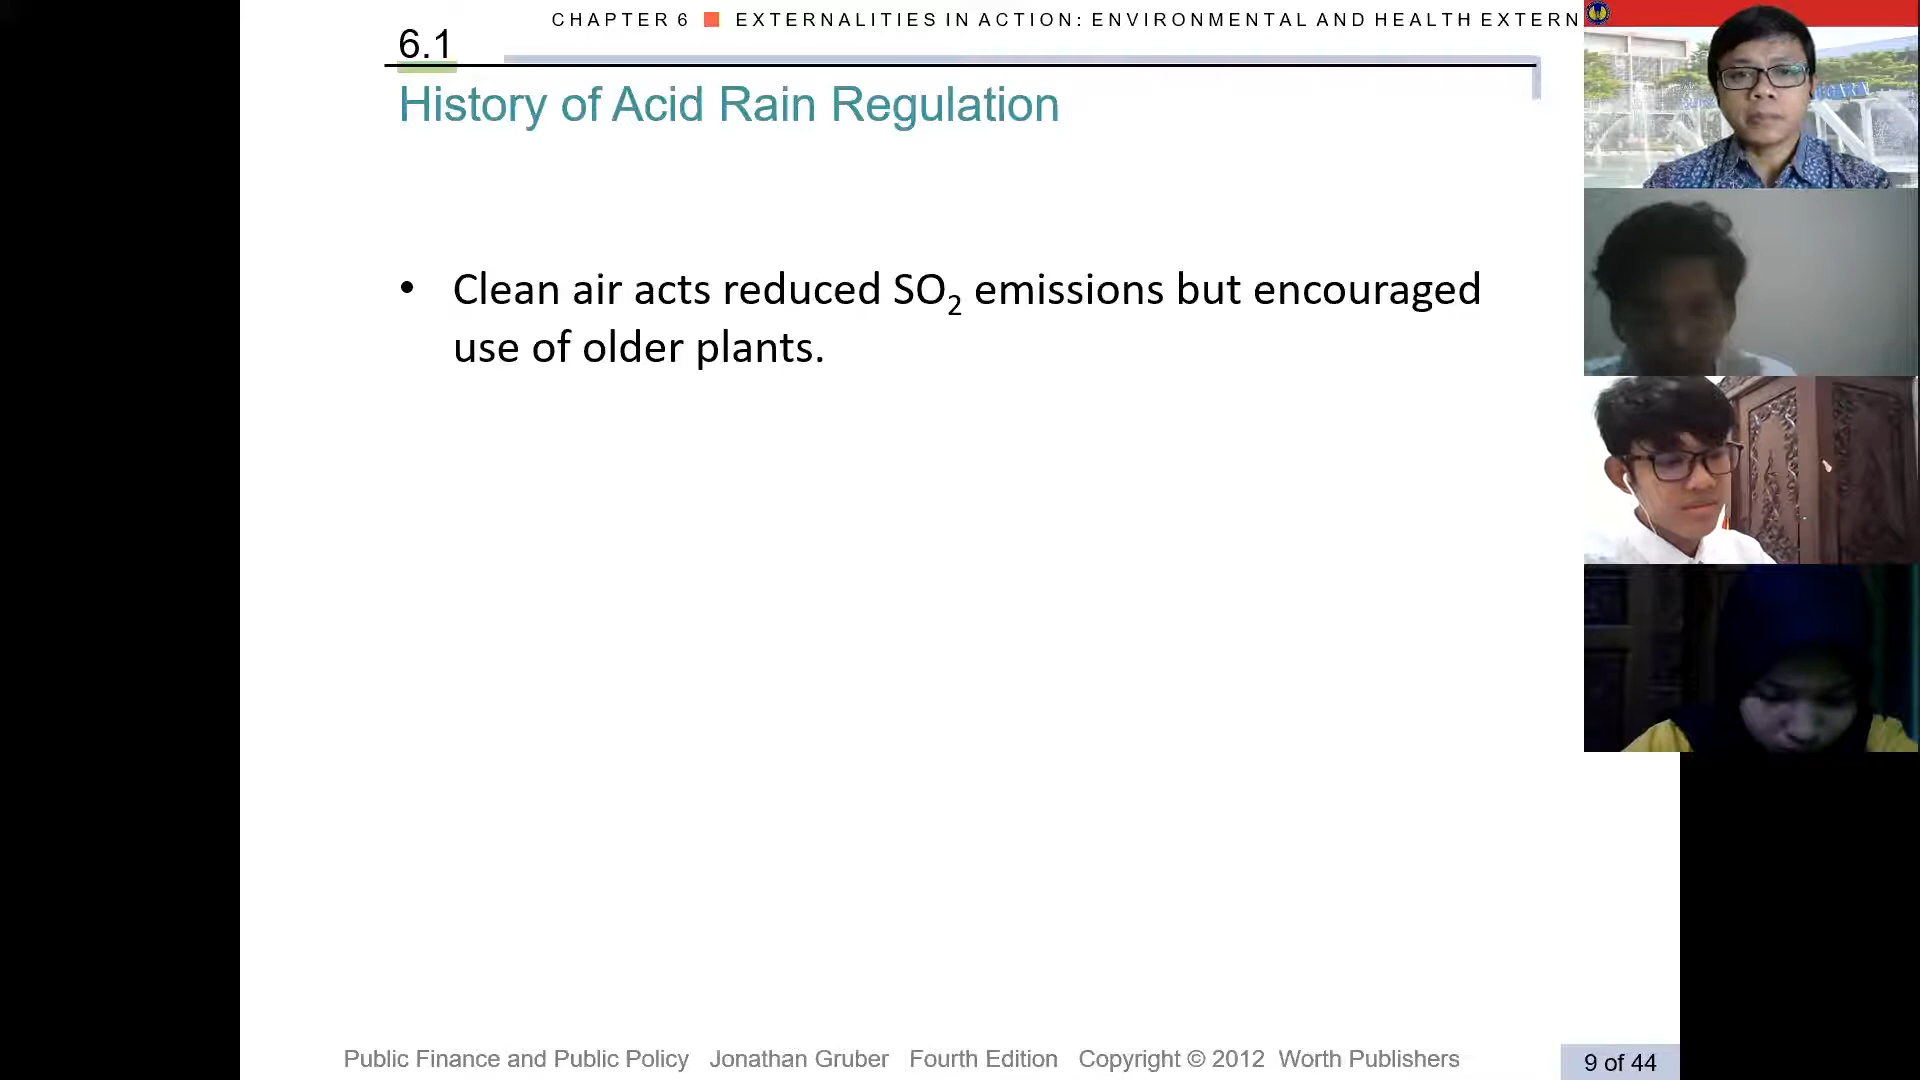 CHAPTER 6 ■ EXTERNALITIES IN ACTION: ENVIRONMENTAL AND HEALTH EXTERN
6.1
History of Acid Rain Regulation
• Clean air acts reduced SO₂ emissions but encouraged
use of older plants.
Public Finance and Public Policy Jonathan Gruber Fourth Edition Copyright © 2012 Worth Publishers
9 of 44